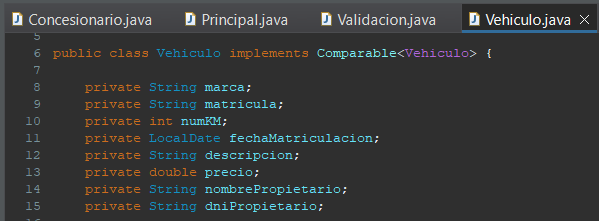 Concesionario.java Principal.java Validacion.java Vehiculo.java
5
6 public class Vehiculo implements Comparable<Vehiculo> {
7
8 private String marca;
9 private String matricula;
10 private int numKM;
11 private LocalDate fechaMatriculacion;
12 private String descripcion;
13 private double precio;
14 private String nombrePropietario;
15 private String dniPropietario;